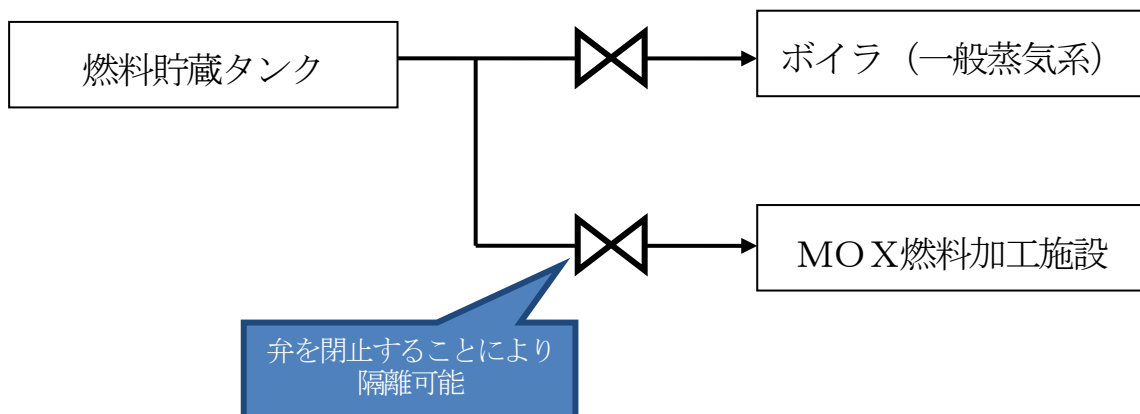 燃料貯蔵タンク
ボイラ（一般蒸気系）
ＭＯＸ燃料加工施設
弁を閉止することにより
隔離可能